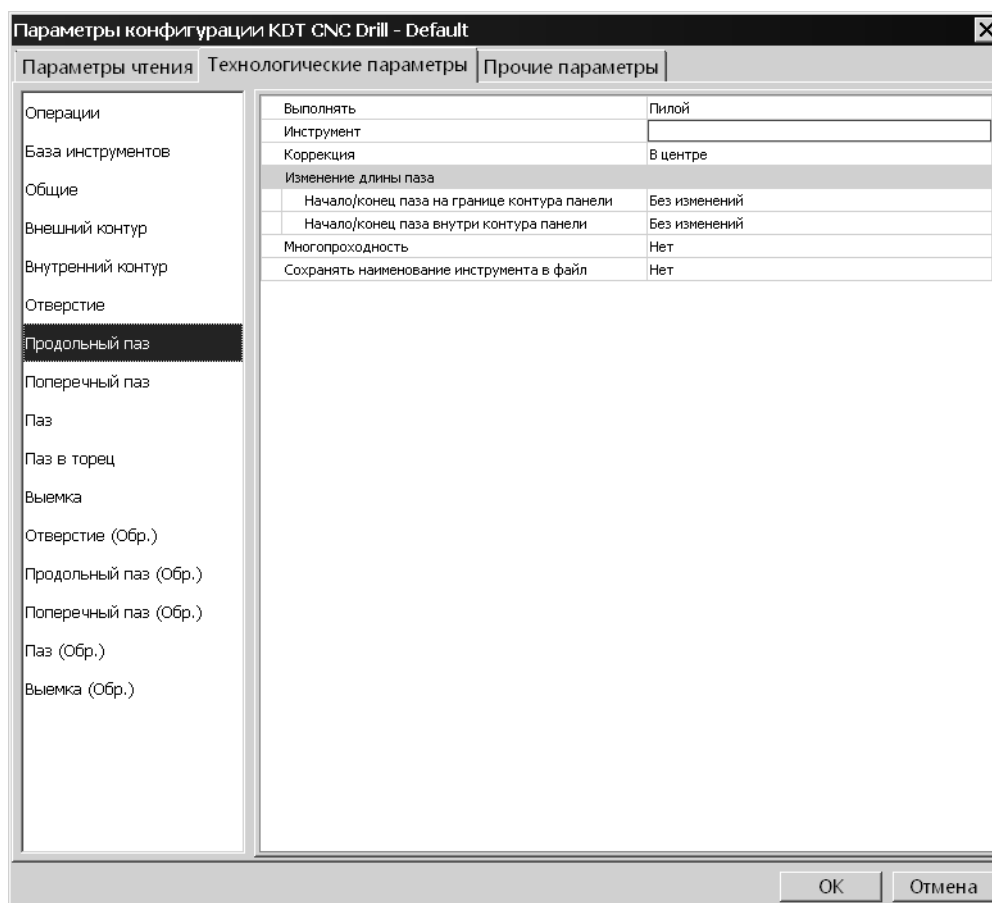 Параметры конфигурации KDT CNC Drill - Default
Параметры чтения Технологические параметры Прочие параметры
Операции
База инструментов
Общие
Внешний контур
Внутренний контур
Отверстие
Продольный паз
Поперечный паз
Паз
Паз в торец
Выемка
Отверстие (Обр.)
Продольный паз (Обр.)
Поперечный паз (Обр.)
Паз (Обр.)
Выемка (Обр.)
Выполнять Пилой
Инструмент
Коррекция В центре
Изменение длины паза
Начало/конец паза на границе контура панели Без изменений
Начало/конец паза внутри контура панели Без изменений
Многопроходность Нет
Сохранять наименование инструмента в файл Нет
OK Отмена